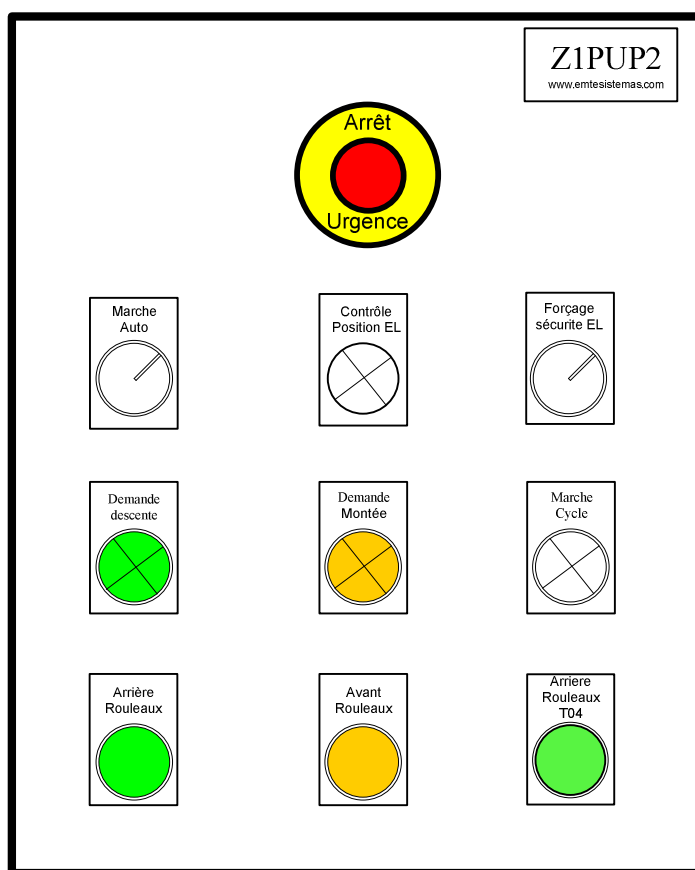 Z1PUP2
www.emtesistemas.com
Arrêt
Urgence
Marche
Auto
Contrôle
Position EL
Forçage
sécurite EL
Demande
descente
Demande
Montée
Marche
Cycle
Arrière
Rouleaux
Avant
Rouleaux
Arriere
Rouleaux
T04